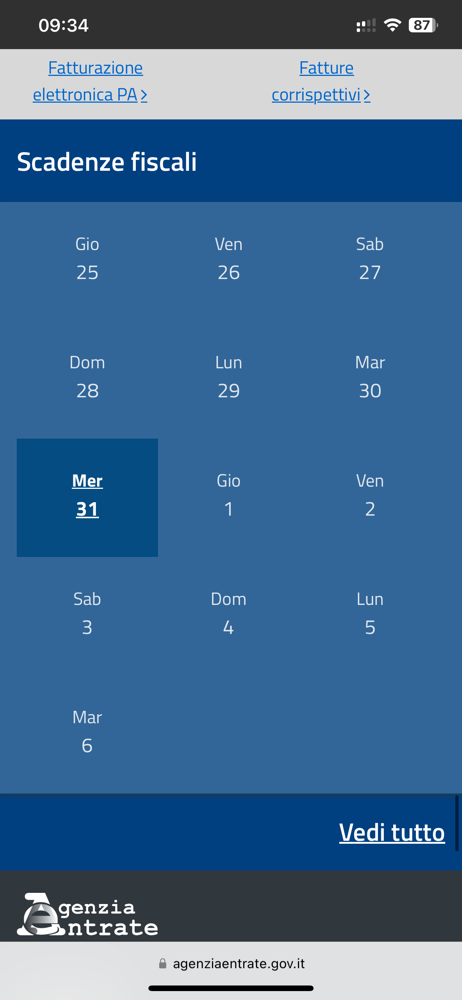 09:34
87
Fatturazione
elettronica PA >
Fatture
corrispettivi >
Scadenze fiscali
Gio
25
Ven
26
Sab
27
Dom
28
Lun
29
Mar
30
Mer
31
Gio
1
Ven
2
Sab
3
Dom
4
Lun
5
Mar
6
Vedi tutto
Agenzia
entrate
agenziaentrate.gov.it